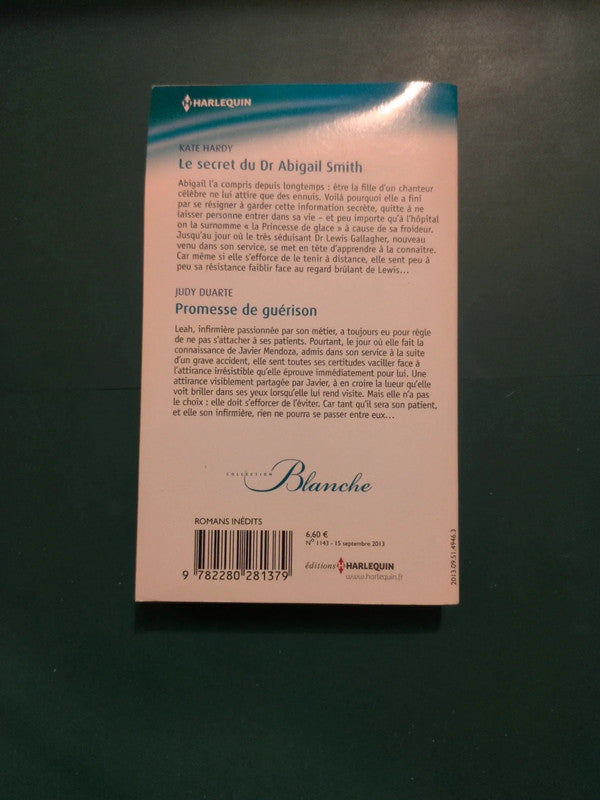 HARLEQUIN
KATE HARDY
Le secret du Dr Abigail Smith
Abigail l'a compris depuis longtemps : être la fille d'un chanteur
célèbre ne lui attire que des ennuis. Voilà pourquoi elle a fini
par se résigner à garder cette information secrète, quitte à ne
laisser personne entrer dans sa vie – et peu importe qu'à l'hôpital
on la surnomme « la Princesse de glace » à cause de sa froideur.
Jusqu'au jour où le très séduisant Dr Lewis Gallagher, nouveau
venu dans son service, se met en tête d'apprendre à la connaître.
Car même si elle s'efforce de le tenir à distance, elle sent peu à
peu sa résistance faiblir face au regard brûlant de Lewis...
JUDY DUARTE
Promesse de guérison
Leah, infirmière passionnée par son métier, a toujours eu pour règle
de ne pas s'attacher à ses patients. Pourtant, le jour où elle fait la
connaissance de Javier Mendoza, admis dans son service à la suite
d'un grave accident, elle sent toutes ses certitudes vaciller face à
l'attirance irrésistible qu'elle éprouve immédiatement pour lui. Une
attirance visiblement partagée par Javier, à en croire la lueur qu'elle
voit briller dans ses yeux lorsqu'elle lui rend visite. Mais elle n'a pas
le choix : elle doit s'efforcer de l'éviter. Car tant qu'il sera son patient,
et elle son infirmière, rien ne pourra se passer entre eux...
COLLECTION
Blanche
ROMANS INÉDITS
6,60 €
N° 1143 - 15 septembre 2013
9 782280 281379
éditions HARLEQUIN
www.harlequin.fr
2013.09.51.4946.3